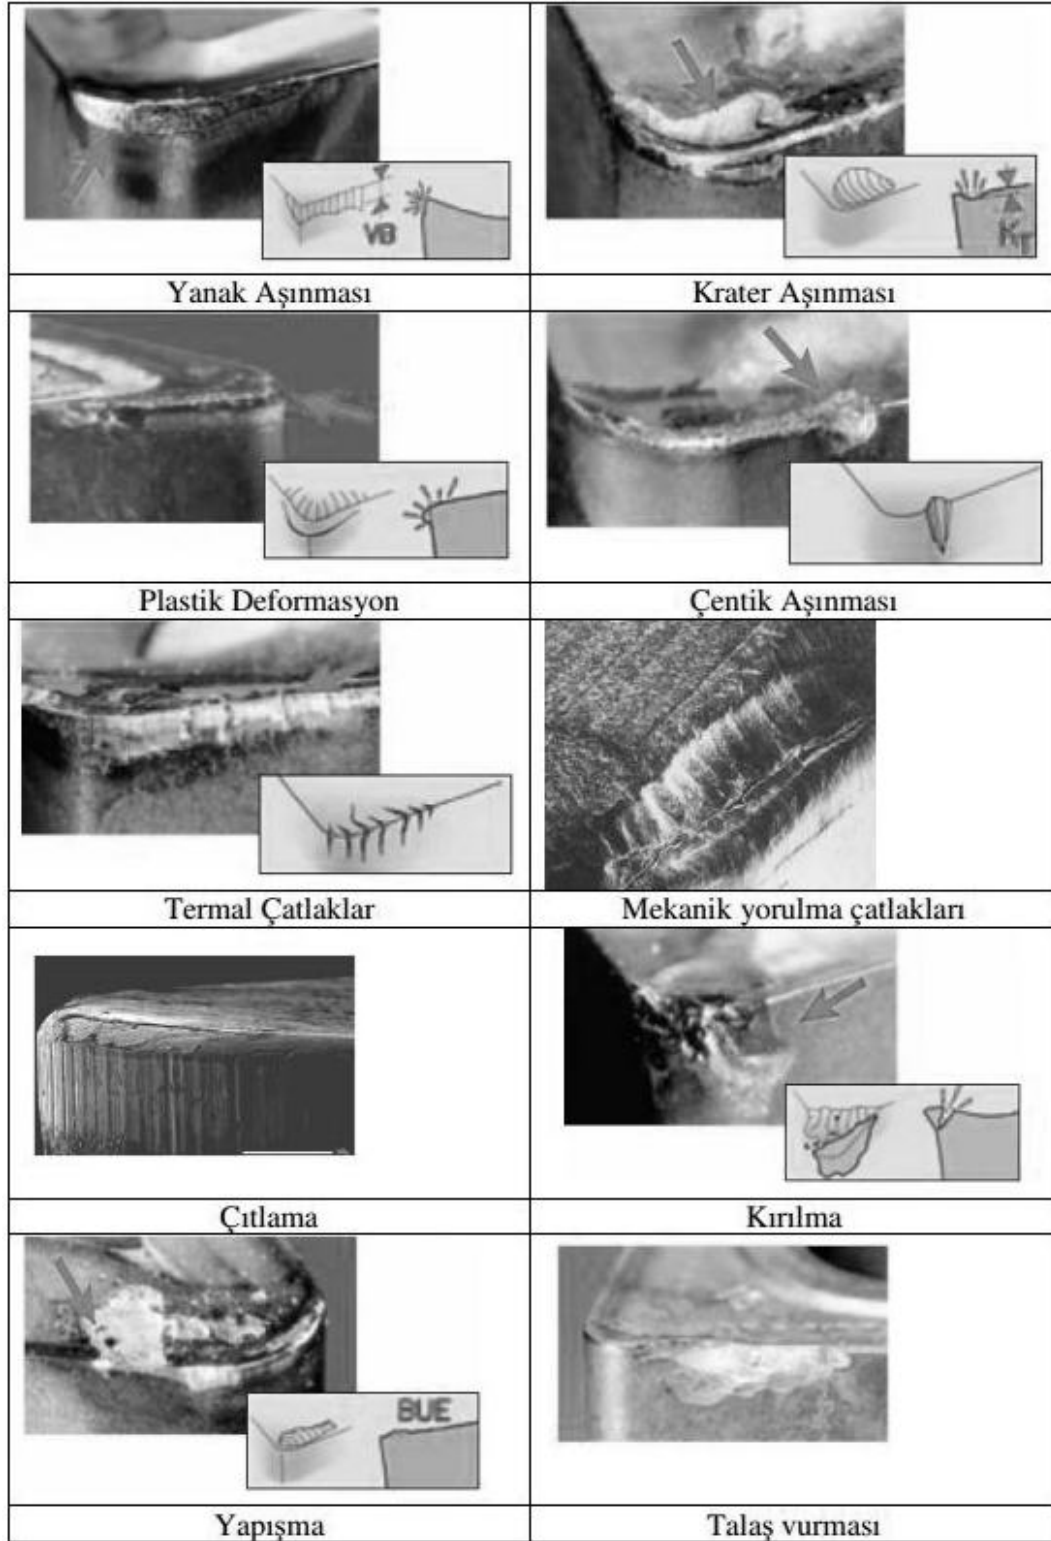 VB
K_T
Yanak Aşınması
Krater Aşınması
Plastik Deformasyon
Çentik Aşınması
Termal Çatlaklar
Mekanik yorulma çatlakları
Çıtlama
Kırılma
BUE
Yapışma
Talaş vurması